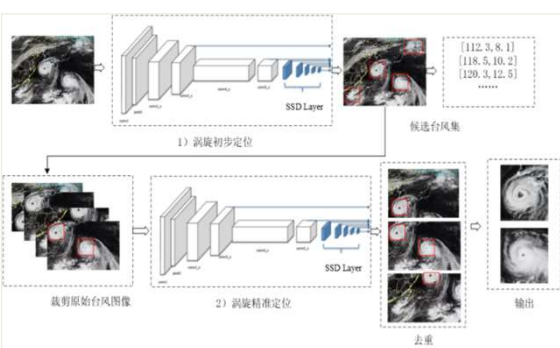 [112.3,8.1]
[118.5,10.2]
[120.3,12.5]
……
SSD Layer
候选台风集
1）涡旋初步定位
SSD Layer
裁剪原始台风图像
2）涡旋精准定位
输出
去重